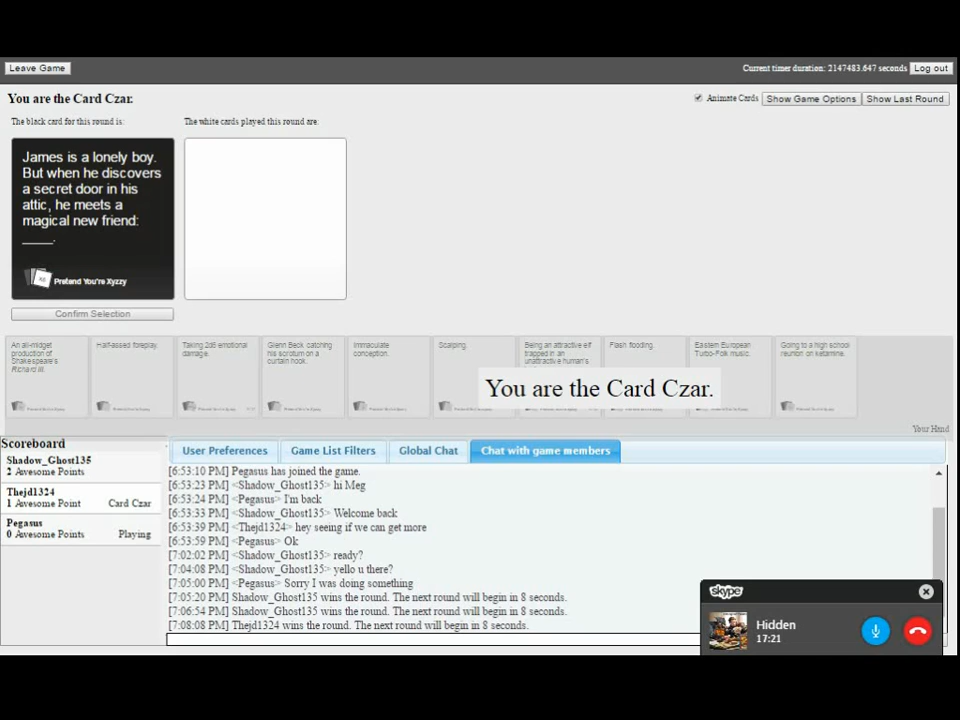 Leave Game
Current timer duration: 2147483.647 seconds
Log out
You are the Card Czar.
Animate Cards
Show Game Options
Show Last Round
The black card for this round is:
The white cards played this round are:
James is a lonely boy.
But when he discovers
a secret door in his
attic, he meets a
magical new friend:
_____.
Pretend You're Xyzzy
Confirm Selection
An all-midget
production of
Shakespeare's
Richard III.
Half-assed foreplay.
Taking 2d6 emotional
damage.
Glenn Beck catching
his scrotum on a
curtain hook.
Immaculate
conception.
Scalping.
Being an attractive elf
trapped in an
unattractive human's
Flash flooding.
Eastern European
Turbo-Folk music.
Going to a high school
reunion on ketamine.
You are the Card Czar.
Your Hand
Scoreboard
Shadow_Ghost135
2 Awesome Points
Thejd1324
1 Awesome Point
Card Czar
Pegasus
0 Awesome Points
Playing
User Preferences
Game List Filters
Global Chat
Chat with game members
[6:53:10 PM] Pegasus has joined the game.
[6:53:23 PM] <Shadow_Ghost135> hi Meg
[6:53:24 PM] <Pegasus> I'm back
[6:53:33 PM] <Shadow_Ghost135> Welcome back
[6:53:39 PM] <Thejd1324> hey seeing if we can get more
[6:53:59 PM] <Pegasus> Ok
[7:02:02 PM] <Shadow_Ghost135> ready?
[7:04:08 PM] <Shadow_Ghost135> yello u there?
[7:05:00 PM] <Pegasus> Sorry I was doing something
[7:05:20 PM] Shadow_Ghost135 wins the round. The next round will begin in 8 seconds.
[7:06:54 PM] Shadow_Ghost135 wins the round. The next round will begin in 8 seconds.
[7:08:08 PM] Thejd1324 wins the round. The next round will begin in 8 seconds.
skype
Hidden
17:21